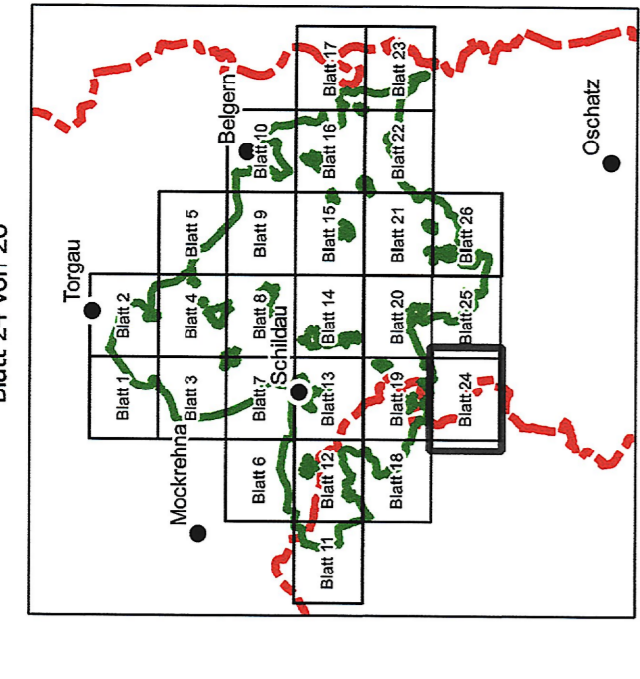 Blatt 24 von
Torgau
Blatt 1
Blatt 2
Mockrehna
Blatt 3
Blatt 4
Blatt 5
Belgern
Blatt 6
Blatt 7
Blatt 8
Blatt 9
Blatt 10
Schildau
Blatt 11
Blatt 12
Blatt 13
Blatt 14
Blatt 15
Blatt 16
Blatt 17
Blatt 18
Blatt 19
Blatt 20
Blatt 21
Blatt 22
Blatt 23
Blatt 24
Blatt 25
Blatt 26
Oschatz